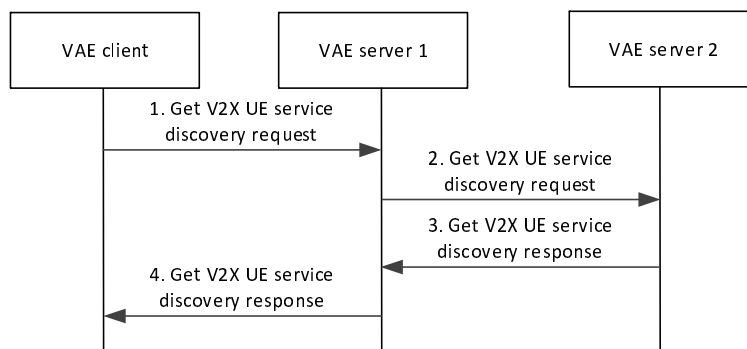 VAE client
VAE server 1
VAE server 2
1. Get V2X UE service
discovery request
2. Get V2X UE service
discovery request
3. Get V2X UE service
discovery response
4. Get V2X UE service
discovery response